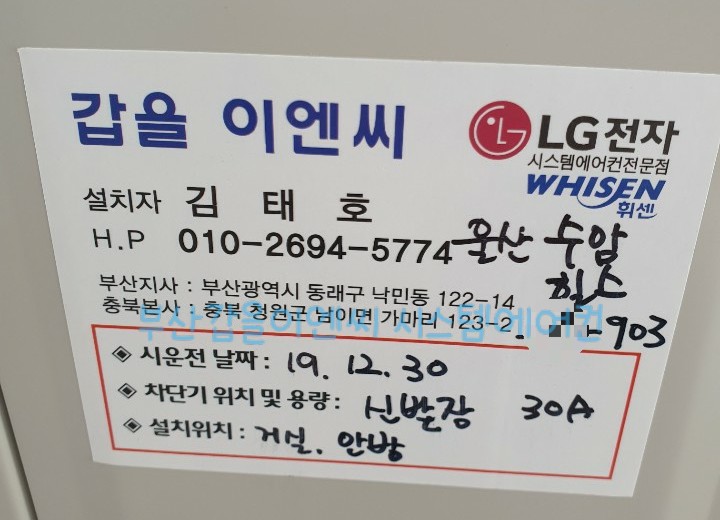 갑을 이엔씨
LG전자
시스템에어컨전문점
WHISEN
휘센
설치자 김 태 호
H.P 010-2694-5774
울산 수암
힐스
1-903
부산지사 : 부산광역시 동래구 낙민동 122-14
충북본사 : 충북 청원군 남이면 가마리 123-2
부산갑을이엔씨 시스템에어컨
◈ 시운전 날짜 : 19. 12. 30
◈ 차단기 위치 및 용량 : 신발장 30A
◈ 설치위치 : 거실. 안방